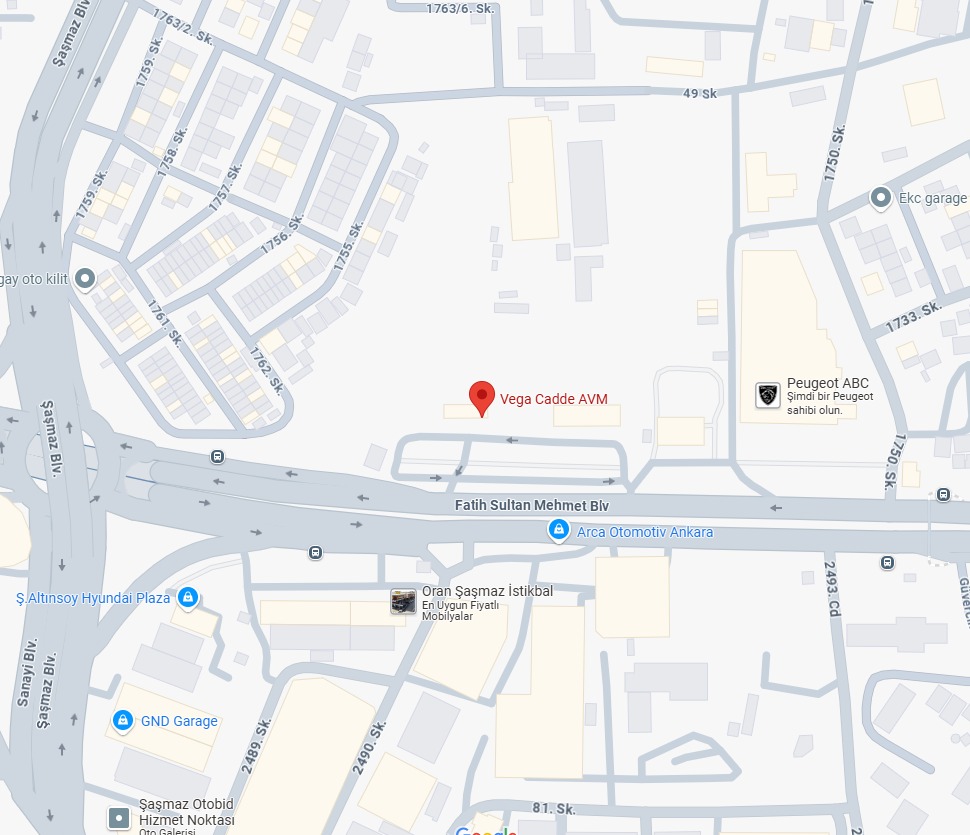 Şaşmaz Blv.
1763/2. Sk.
1763/6. Sk.
1759. Sk.
49 Sk
1758. Sk.
1750. Sk.
1759. Sk.
1757. Sk.
Ekc garage
1756. Sk.
1755. Sk.
gay oto kilit
1761. Sk.
1733. Sk.
1762. Sk.
Peugeot ABC
Şimdi bir Peugeot
sahibi olun.
Vega Cadde AVM
Şaşmaz Blv.
1750. Sk.
Fatih Sultan Mehmet Blv
Arca Otomotiv Ankara
Ş.Altınsoy Hyundai Plaza
Oran Şaşmaz İstikbal
En Uygun Fiyatlı
Mobilyalar
2493. Cd
Sanayi Blv.
Şaşmaz Blv.
GND Garage
2489. Sk.
2490. Sk.
Şaşmaz Otobid
Hizmet Noktası
Oto Galerisi
81. Sk.
Google